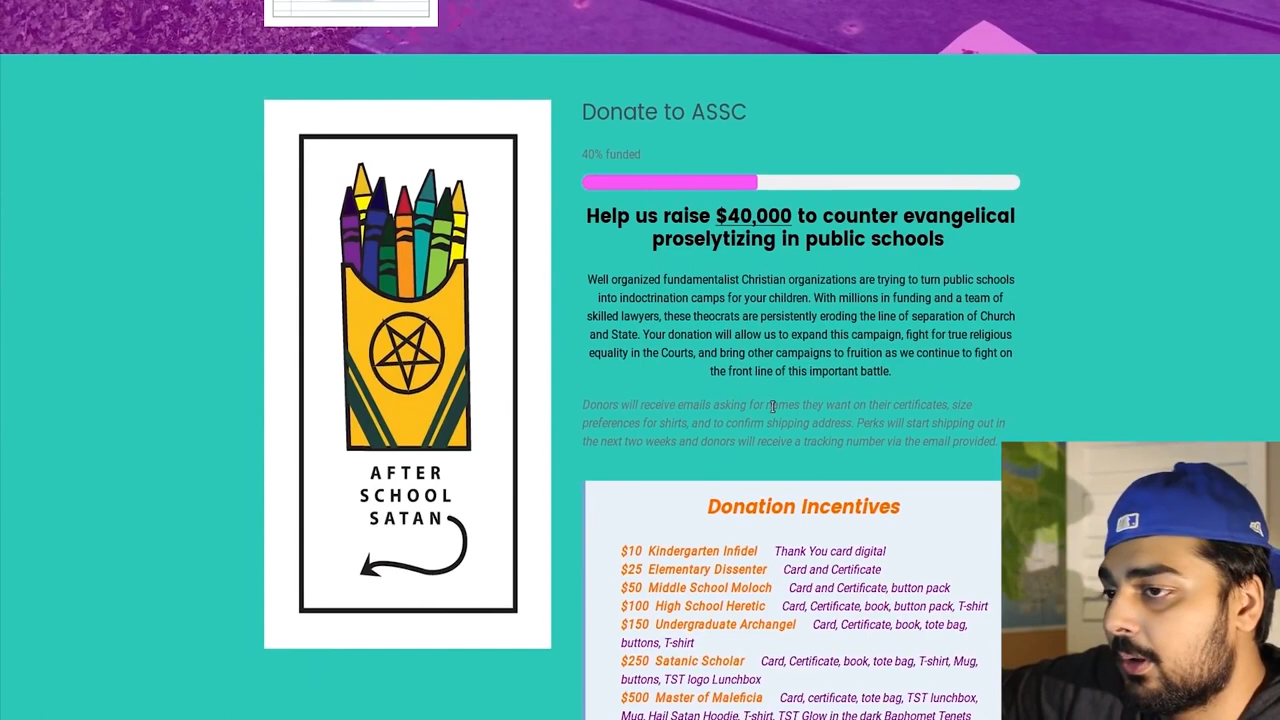 Donate to ASSC
40% funded
Help us raise $40,000 to counter evangelical
proselytizing in public schools
Well organized fundamentalist Christian organizations are trying to turn public schools
into indoctrination camps for your children. With millions in funding and a team of
skilled lawyers, these theocrats are persistently eroding the line of separation of Church
and State. Your donation will allow us to expand this campaign, fight for true religious
equality in the Courts, and bring other campaigns to fruition as we continue to fight on
the front line of this important battle.
Donors will receive emails asking for names they want on their certificates, size
preferences for shirts, and to confirm shipping address. Perks will start shipping out in
the next two weeks and donors will receive a tracking number via the email provided.
AFTER
SCHOOL
SATAN
Donation Incentives
$10 Kindergarten Infidel Thank You card digital
$25 Elementary Dissenter Card and Certificate
$50 Middle School Moloch Card and Certificate, button pack
$100 High School Heretic Card, Certificate, book, button pack, T-shirt
$150 Undergraduate Archangel Card, Certificate, book, tote bag,
buttons, T-shirt
$250 Satanic Scholar Card, Certificate, book, tote bag, T-shirt, Mug,
buttons, TST logo Lunchbox
$500 Master of Maleficia Card, certificate, tote bag, TST lunchbox,
Mug, Hail Satan Hoodie, T-shirt, TST Glow in the dark Baphomet Tenets